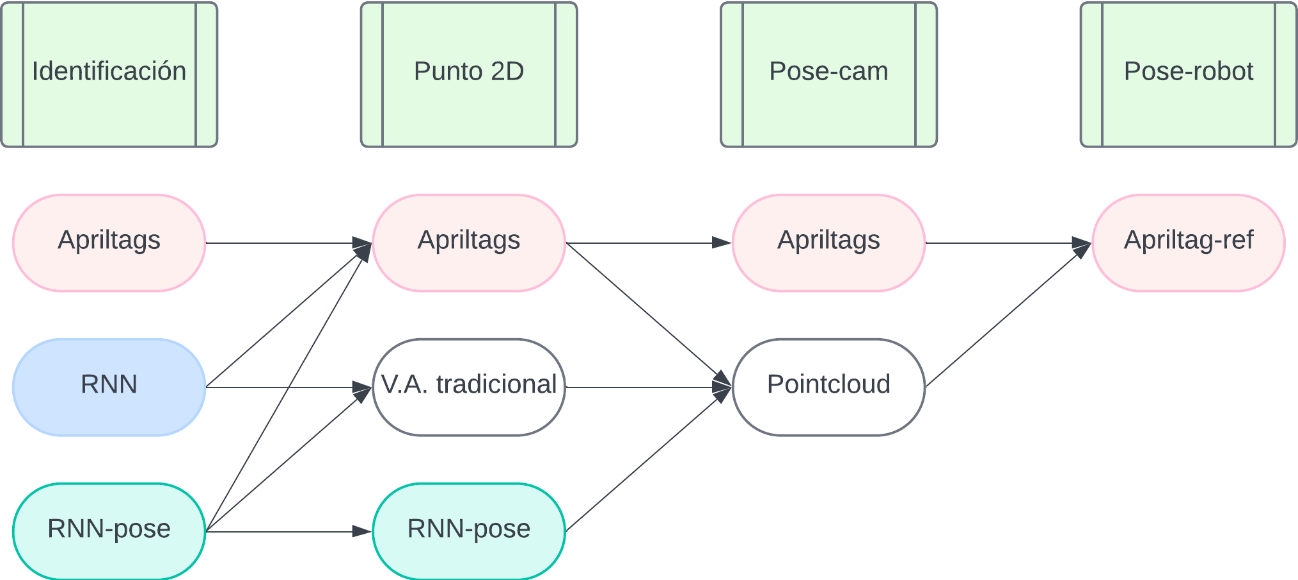 Identificación
Punto 2D
Pose-cam
Pose-robot
Apriltags
Apriltags
Apriltags
Apriltag-ref
RNN
V.A. tradicional
Pointcloud
RNN-pose
RNN-pose